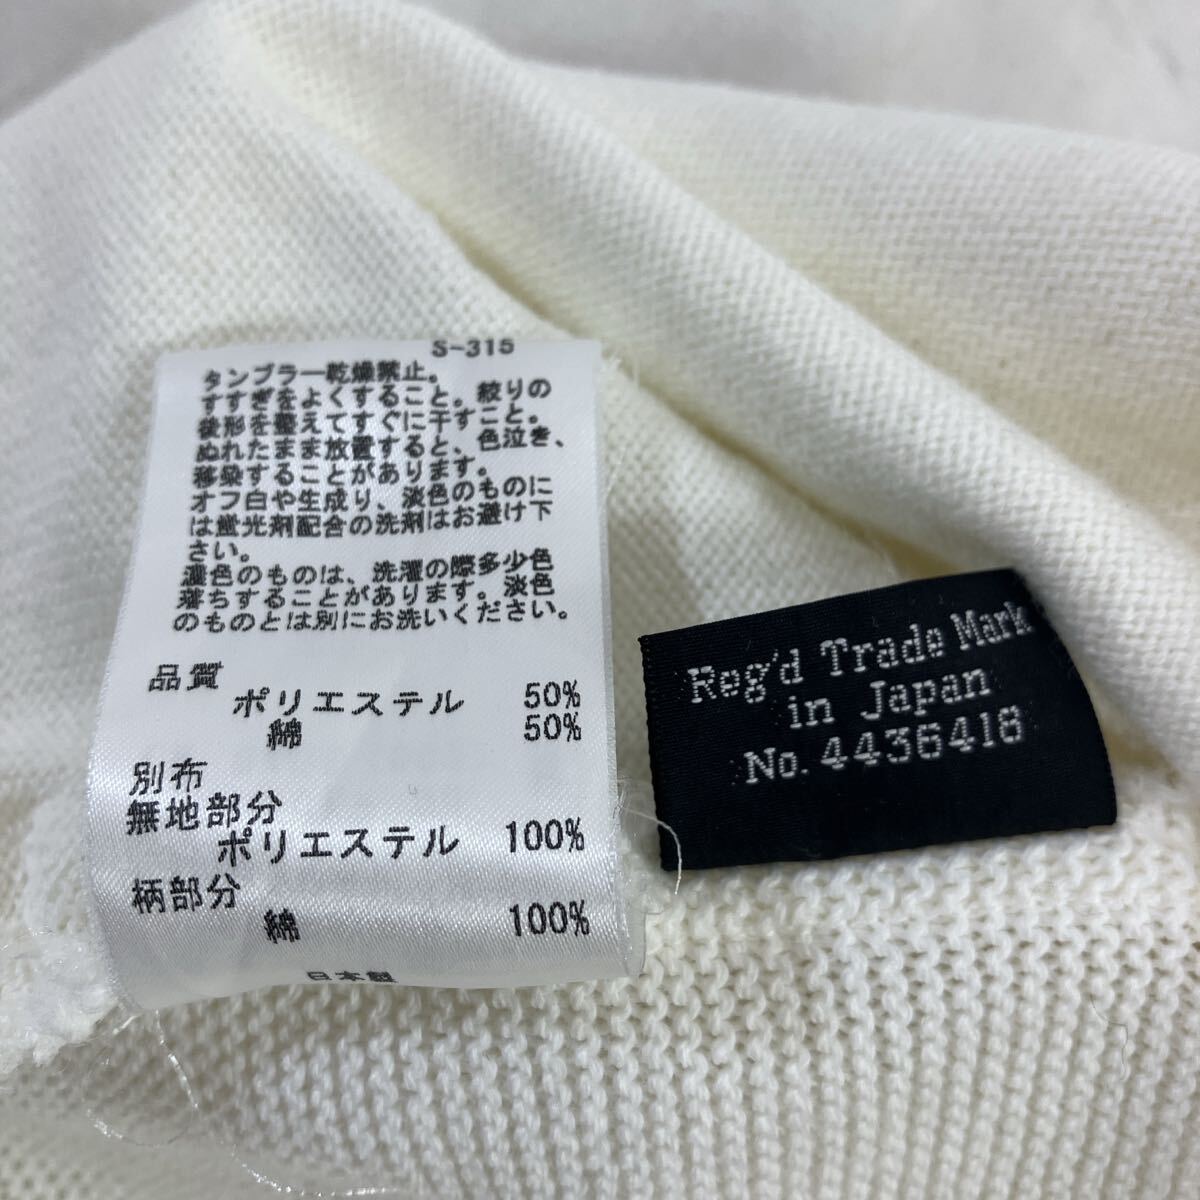 S-315
タンブラー乾燥禁止。
すすぎをよくすること。絞りの
後形を整えてすぐに干すこと。
ぬれたまま放置すると、色泣き、
移染することがあります。
オフ白や生成り、淡色のものに
は蛍光剤配合の洗剤はお避け下
さい。
濃色のものは、洗濯の際多少色
落ちすることがあります。淡色
のものとは別にお洗いください。
品質
ポリエステル 50%
綿 50%
別布
無地部分
ポリエステル 100%
柄部分
綿 100%
日本製
Reg'd Trade Mark
in Japan
No. 4436418